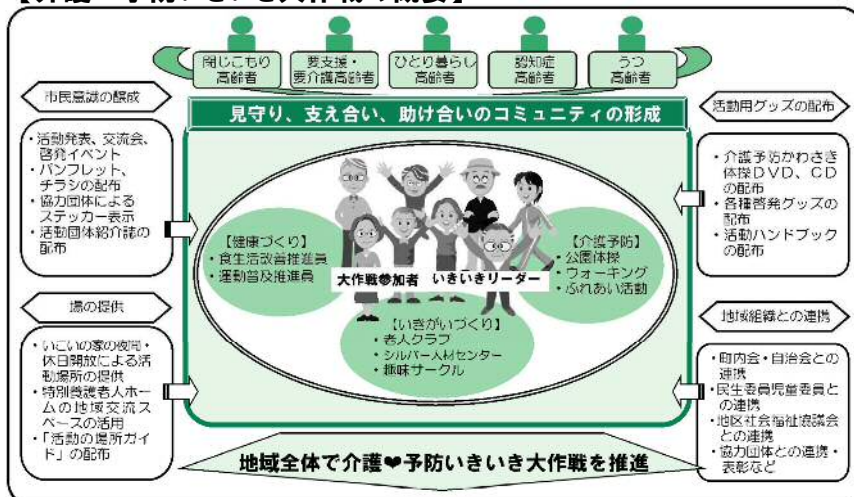 【介護❤予防いきいき大作戦の概要】
閉じこもり
高齢者
要支援・
要介護高齢者
ひとり暮らし
高齢者
認知症
高齢者
うつ
高齢者
見守り、支え合い、助け合いのコミュニティの形成
市民意識の醸成
・活動発表、交流会、
啓発イベント
・パンフレット、
チラシの配布
・協力団体による
ステッカー表示
・活動団体紹介誌の
配布
場の提供
・いこいの家の夜間・
休日開放による活
動場所の提供
・特別養護老人ホー
ムの地域交流ス
ペースの活用
・「活動の場所ガイ
ド」の配布
【健康づくり】
・食生活改善推進員
・運動普及推進員
大作戦参加者
いきいきリーダー
【介護予防】
・公園体操
・ウォーキング
・ふれあい活動
【いきがいづくり】
・老人クラブ
・シルバー人材センター
・趣味サークル
活動用グッズの配布
・介護予防かわさき
体操DVD、CD
の配布
・各種啓発グッズの
配布
・活動ハンドブック
の配布
地域組織との連携
・町内会・自治会との
連携
・民生委員児童委員と
の連携
・地区社会福祉協議会
との連携
・協力団体との連携・
表彰など
地域全体で介護❤予防いきいき大作戦を推進